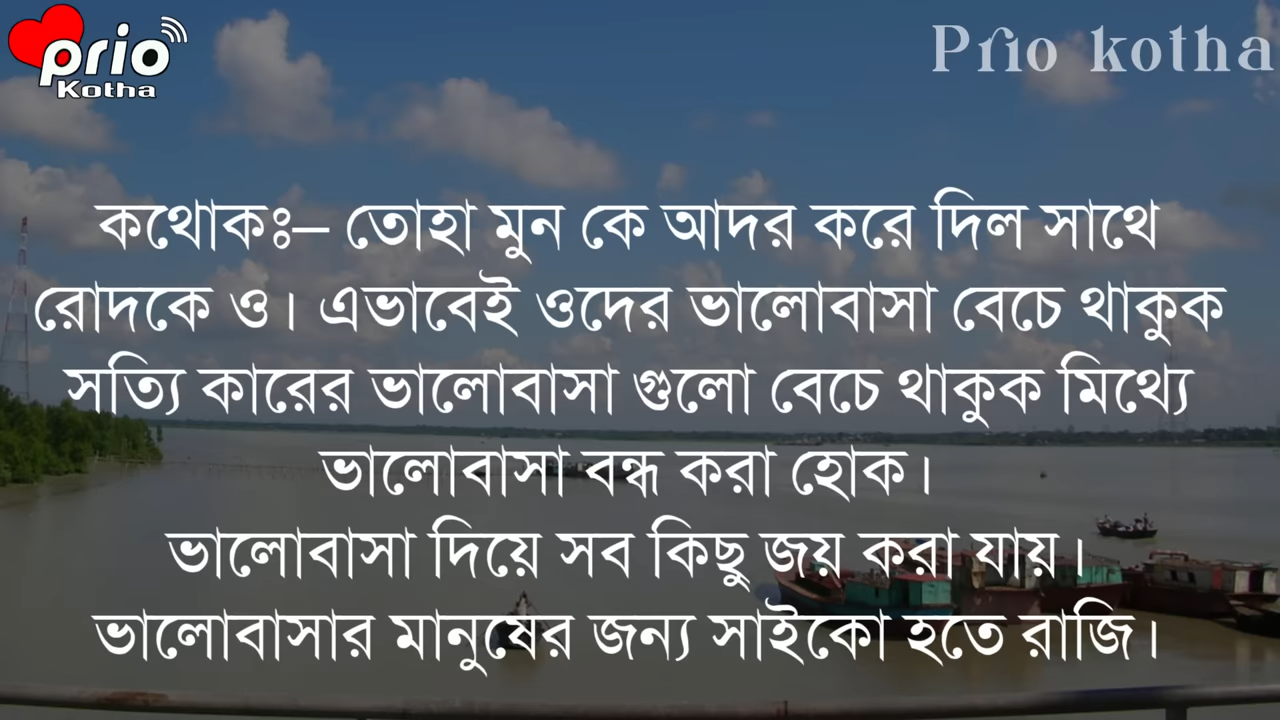 prio
Kotha
Prio kotha
কথোকঃ– তোহা মুন কে আদর করে দিল সাথে
রোদকে ও। এভাবেই ওদের ভালোবাসা বেচে থাকুক
সত্যি কারের ভালোবাসা গুলো বেচে থাকুক মিথ্যে
ভালোবাসা বন্ধ করা হোক।
ভালোবাসা দিয়ে সব কিছু জয় করা যায়।
ভালোবাসার মানুষের জন্য সাইকো হতে রাজি।